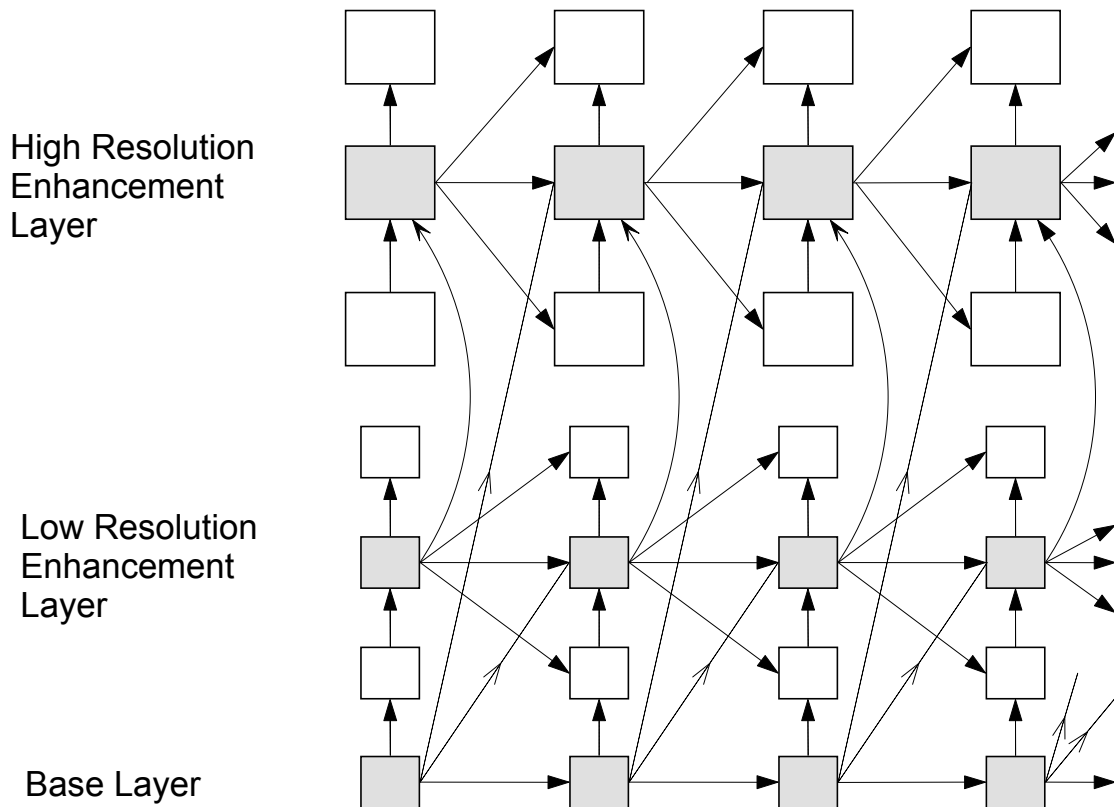 High Resolution
Enhancement
Layer
Low Resolution
Enhancement
Layer
Base Layer